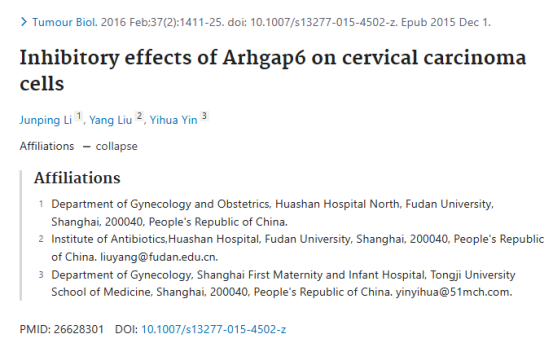 > Tumour Biol. 2016 Feb;37(2):1411-25. doi: 10.1007/s13277-015-4502-z. Epub 2015 Dec 1.
Inhibitory effects of Arhgap6 on cervical carcinoma
cells
Junping Li 1, Yang Liu 2, Yihua Yin 3
Affiliations — collapse
Affiliations
1 Department of Gynecology and Obstetrics, Huashan Hospital North, Fudan University,
Shanghai, 200040, People's Republic of China.
2 Institute of Antibiotics,Huashan Hospital, Fudan University, Shanghai, 200040, People's Republic
of China. liuyang@fudan.edu.cn.
3 Department of Gynecology, Shanghai First Maternity and Infant Hospital, Tongji University
School of Medicine, Shanghai, 200040, People's Republic of China. yinyihua@51mch.com.
PMID: 26628301 DOI: 10.1007/s13277-015-4502-z